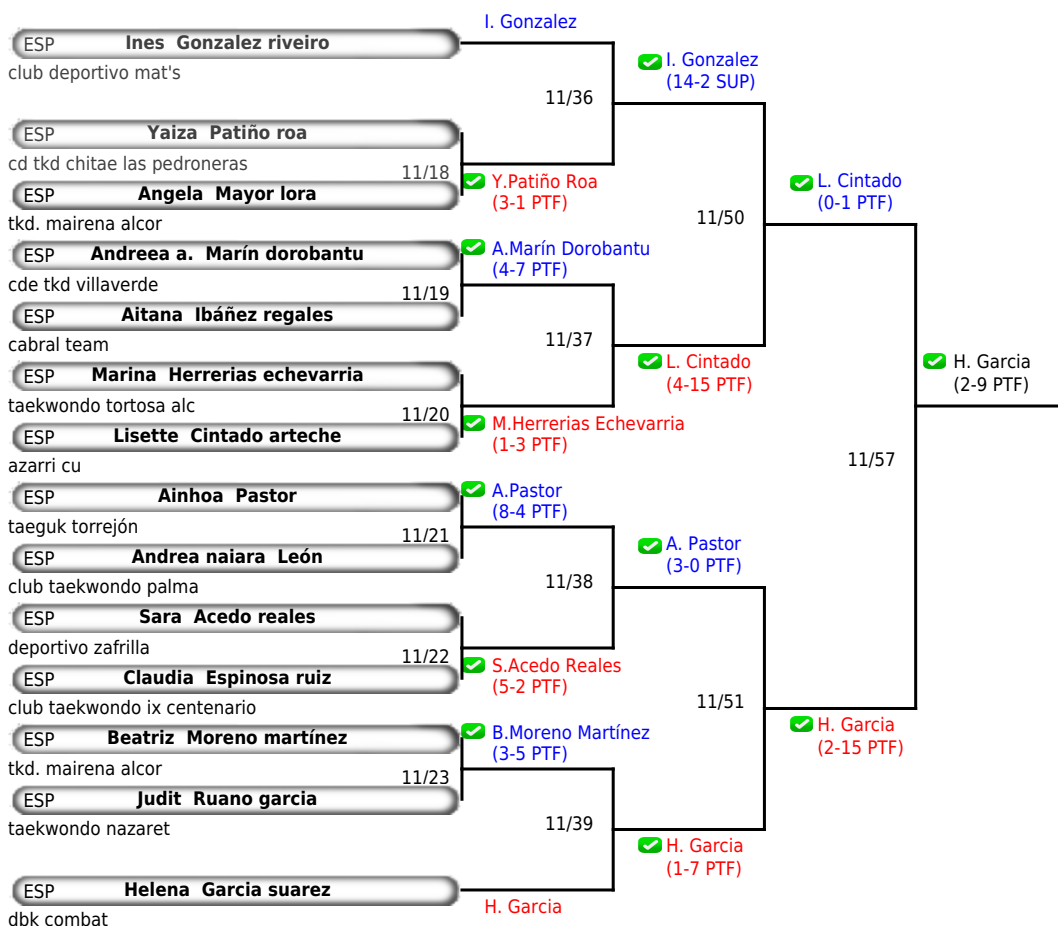 I. Gonzalez
ESP Ines Gonzalez riveiro
club deportivo mat's
I. Gonzalez
(14-2 SUP)
11/36
ESP Yaiza Patiño roa
cd tkd chitae las pedroneras
11/18
Y.Patiño Roa
(3-1 PTF)
ESP Angela Mayor lora
tkd. mairena alcor
L. Cintado
(0-1 PTF)
11/50
ESP Andreea a. Marín dorobantu
cde tkd villaverde
A.Marín Dorobantu
(4-7 PTF)
11/19
ESP Aitana Ibáñez regales
cabral team
11/37
L. Cintado
(4-15 PTF)
H. Garcia
(2-9 PTF)
ESP Marina Herrerias echevarria
taekwondo tortosa alc
11/20
M.Herrerias Echevarria
(1-3 PTF)
ESP Lisette Cintado arteche
azarri cu
11/57
ESP Ainhoa Pastor
taeguk torrejón
A.Pastor
(8-4 PTF)
11/21
ESP Andrea naiara León
club taekwondo palma
A. Pastor
(3-0 PTF)
11/38
ESP Sara Acedo reales
deportivo zafrilla
11/22
S.Acedo Reales
(5-2 PTF)
ESP Claudia Espinosa ruiz
club taekwondo ix centenario
11/51
H. Garcia
(2-15 PTF)
ESP Beatriz Moreno martínez
tkd. mairena alcor
B.Moreno Martínez
(3-5 PTF)
11/23
ESP Judit Ruano garcia
taekwondo nazaret
11/39
H. Garcia
(1-7 PTF)
ESP Helena Garcia suarez
dbk combat
H. Garcia